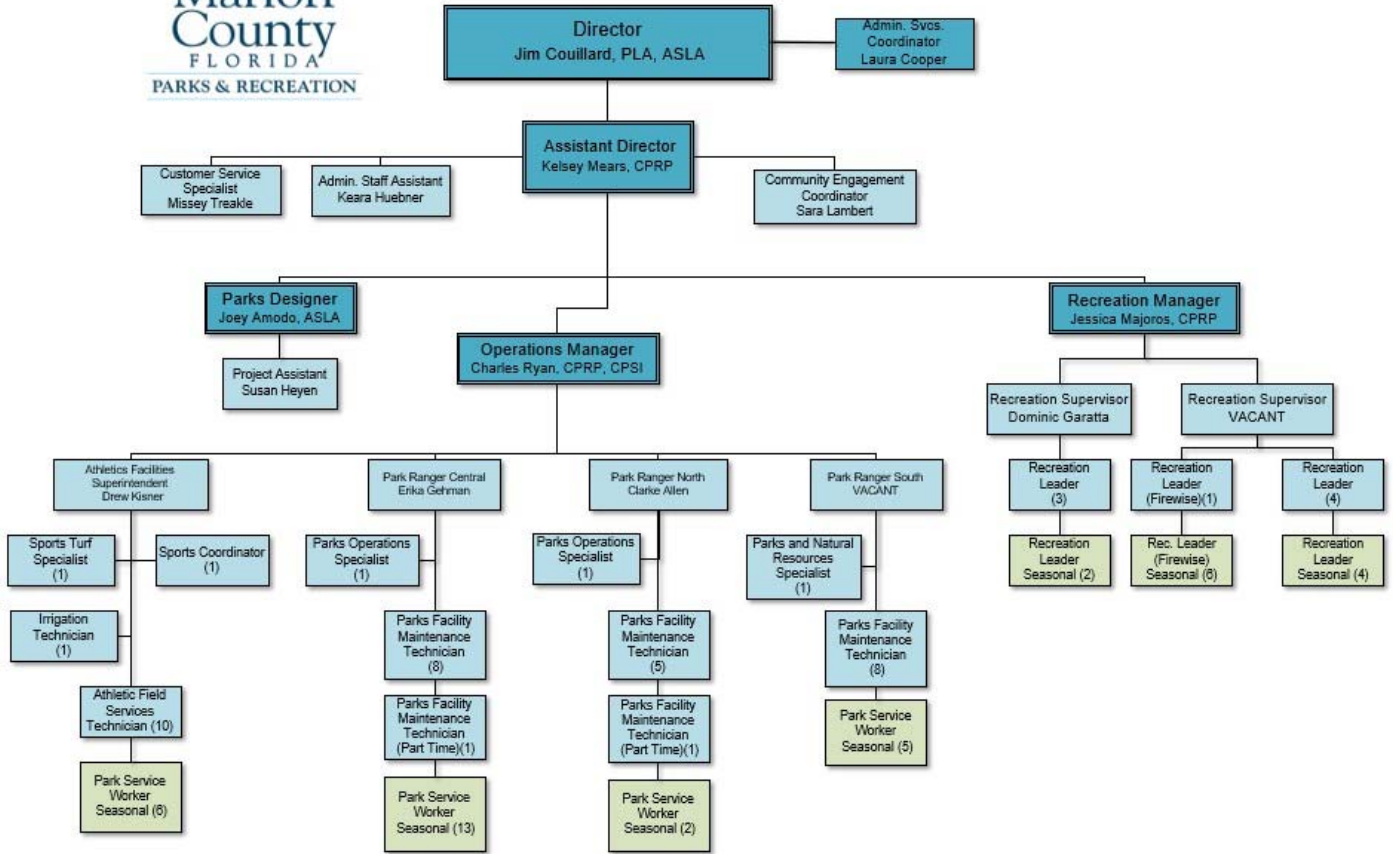 Marion
County
FLORIDA
PARKS & RECREATION
Director
Jim Couillard, PLA, ASLA
Admin. Svcs.
Coordinator
Laura Cooper
Assistant Director
Kelsey Mears, CPRP
Customer Service
Specialist
Missey Treakle
Admin. Staff Assistant
Keara Huebner
Community Engagement
Coordinator
Sara Lambert
Parks Designer
Joey Amodo, ASLA
Project Assistant
Susan Heyen
Operations Manager
Charles Ryan, CPRP, CPSI
Recreation Manager
Jessica Majoros, CPRP
Recreation Supervisor
Dominic Garatta
Recreation Supervisor
VACANT
Recreation
Leader
(3)
Recreation
Leader
(Firewise)(1)
Recreation
Leader
(4)
Recreation
Leader
Seasonal (2)
Rec. Leader
(Firewise)
Seasonal (6)
Recreation
Leader
Seasonal (4)
Athletics Facilities
Superintendent
Drew Kisner
Sports Turf
Specialist
(1)
Sports Coordinator
(1)
Irrigation
Technician
(1)
Athletic Field
Services
Technician (10)
Park Service
Worker
Seasonal (6)
Park Ranger Central
Erika Gehman
Parks Operations
Specialist
(1)
Parks Facility
Maintenance
Technician
(8)
Parks Facility
Maintenance
Technician
(Part Time)(1)
Park Service
Worker
Seasonal (13)
Park Ranger North
Clarke Allen
Parks Operations
Specialist
(1)
Parks Facility
Maintenance
Technician
(5)
Parks Facility
Maintenance
Technician
(Part Time)(1)
Park Service
Worker
Seasonal (2)
Park Ranger South
VACANT
Parks and Natural
Resources
Specialist
(1)
Parks Facility
Maintenance
Technician
(8)
Park Service
Worker
Seasonal (5)